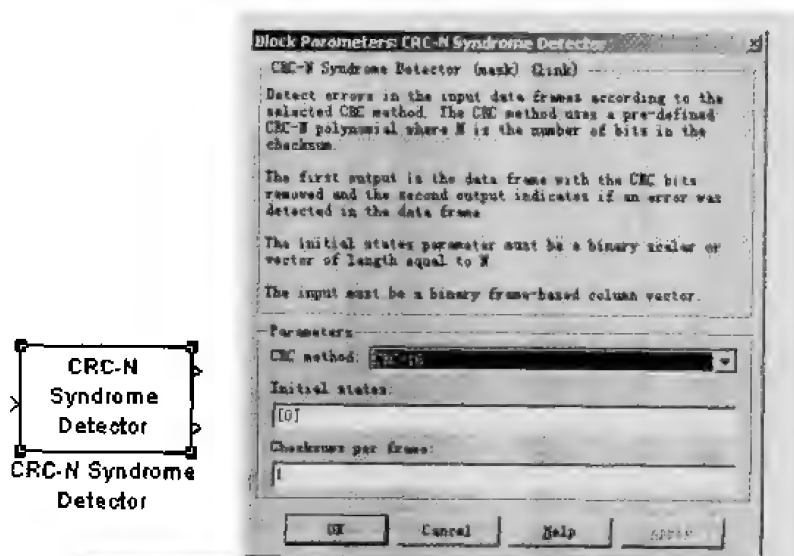 CRC-N
Syndrome
Detector
CRC-N Syndrome
Detector
Block Parameters: CRC-N Syndrome Detector
CRC-N Syndrome Detector (mask) (link)
Detect errors in the input data frames according to the
selected CRC method. The CRC method uses a pre-defined
CRC-N polynomial where N is the number of bits in the
checksum.
The first output is the data frame with the CRC bits
removed and the second output indicates if an error was
detected in the data frame
The initial states parameter must be a binary scalar or
vector of length equal to N
The input must be a binary frame-based column vector.
Parameters
CRC method:
Initial states:
[0]
Checksums per frame:
1
OK
Cancel
Help
Apply